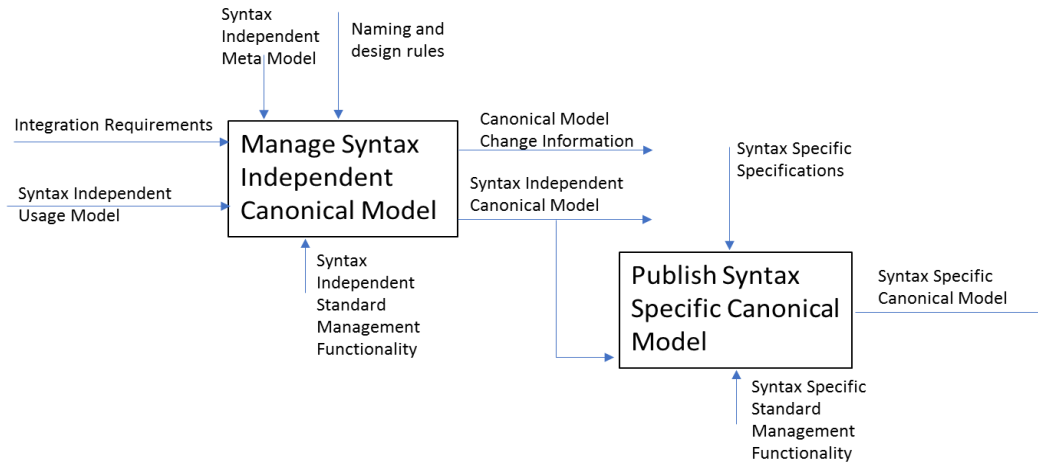 Syntax
Independent
Meta Model
Naming and
design rules
Integration Requirements
Syntax Independent
Usage Model
Manage Syntax
Independent
Canonical Model
Canonical Model
Change Information
Syntax Independent
Canonical Model
Syntax
Independent
Standard
Management
Functionality
Syntax Specific
Specifications
Publish Syntax
Specific Canonical
Model
Syntax Specific
Canonical Model
Syntax Specific
Standard
Management
Functionality